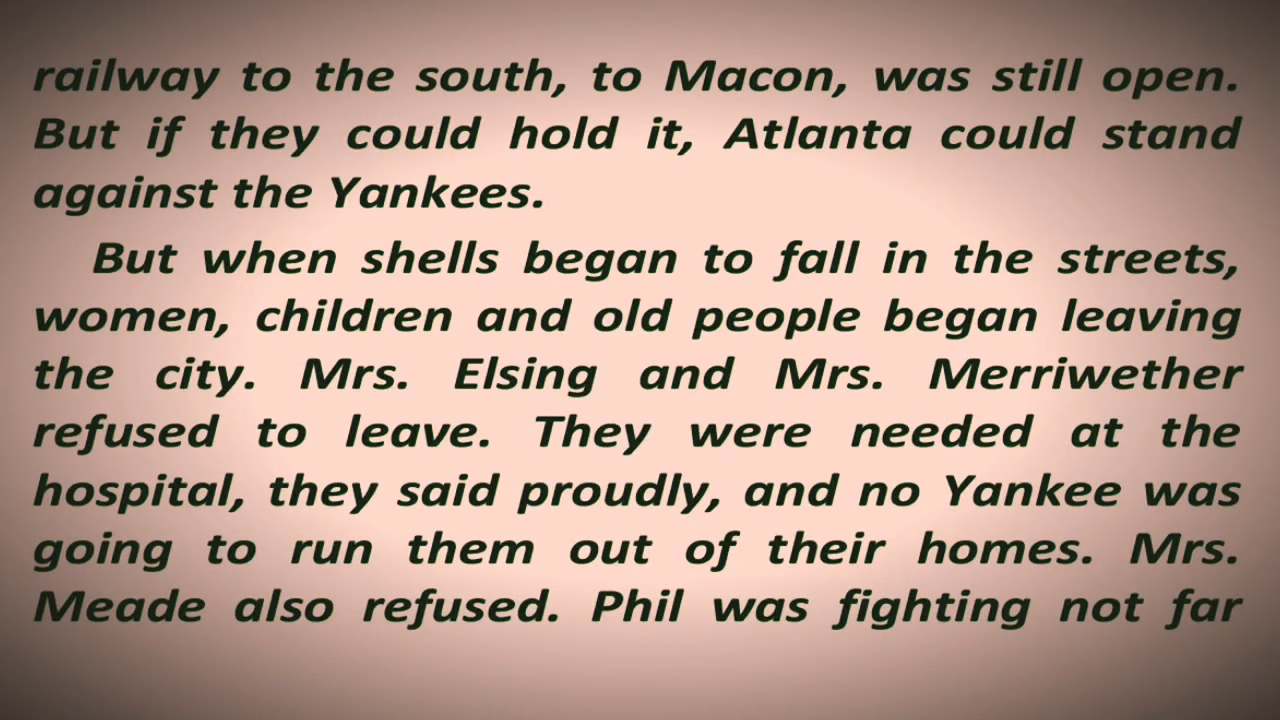 railway to the south, to Macon, was still open.
But if they could hold it, Atlanta could stand
against the Yankees.
But when shells began to fall in the streets,
women, children and old people began leaving
the city. Mrs. Elsing and Mrs. Merriwether
refused to leave. They were needed at the
hospital, they said proudly, and no Yankee was
going to run them out of their homes. Mrs.
Meade also refused. Phil was fighting not far